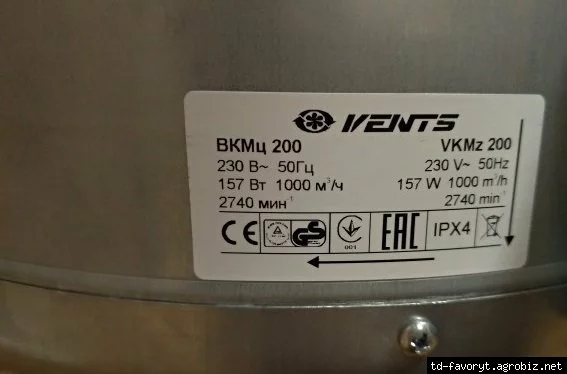 VENTS
ВКМц 200
VKMz 200
230 В~ 50Гц
230 V~ 50Hz
157 Вт 1000 м³/ч
157 W 1000 m³/h
2740 мин⁻¹
2740 min⁻¹
CE
GS
001
EAC
IPX4
td-favoryt.agrobiz.net